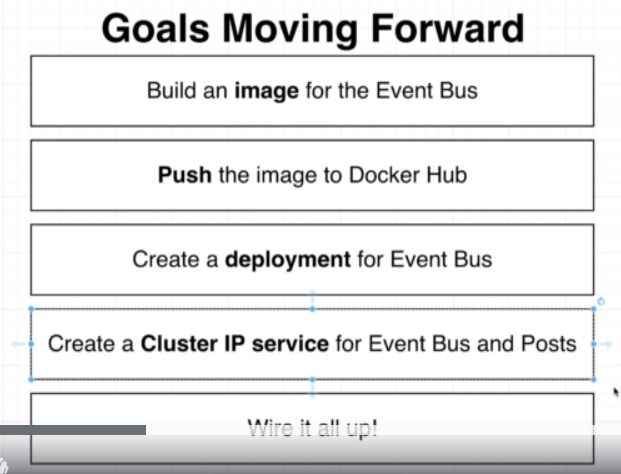 Goals Moving Forward
Build an image for the Event Bus
Push the image to Docker Hub
Create a deployment for Event Bus
Create a Cluster IP service for Event Bus and Posts
Wire it all up!